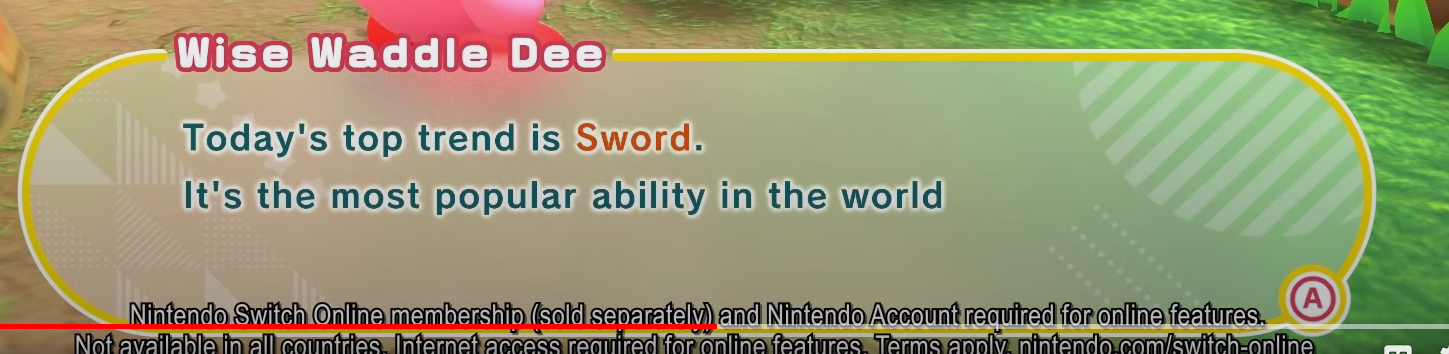 Wise Waddle Dee
Today's top trend is Sword.
It's the most popular ability in the world
A
Nintendo Switch Online membership (sold separately) and Nintendo Account required for online features.
Not available in all countries. Internet access required for online features. Terms apply. nintendo.com/switch-online